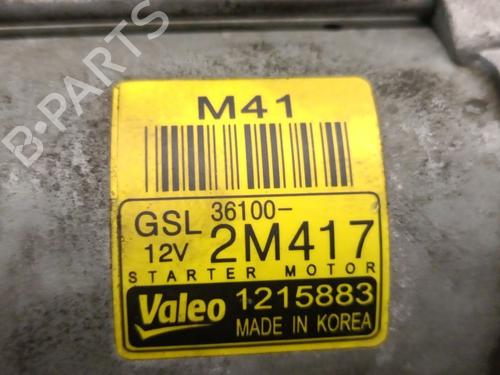 B-PARTS
M41
GSL 36100-
12V 2M417
STARTER MOTOR
Valeo 1215883
MADE IN KOREA